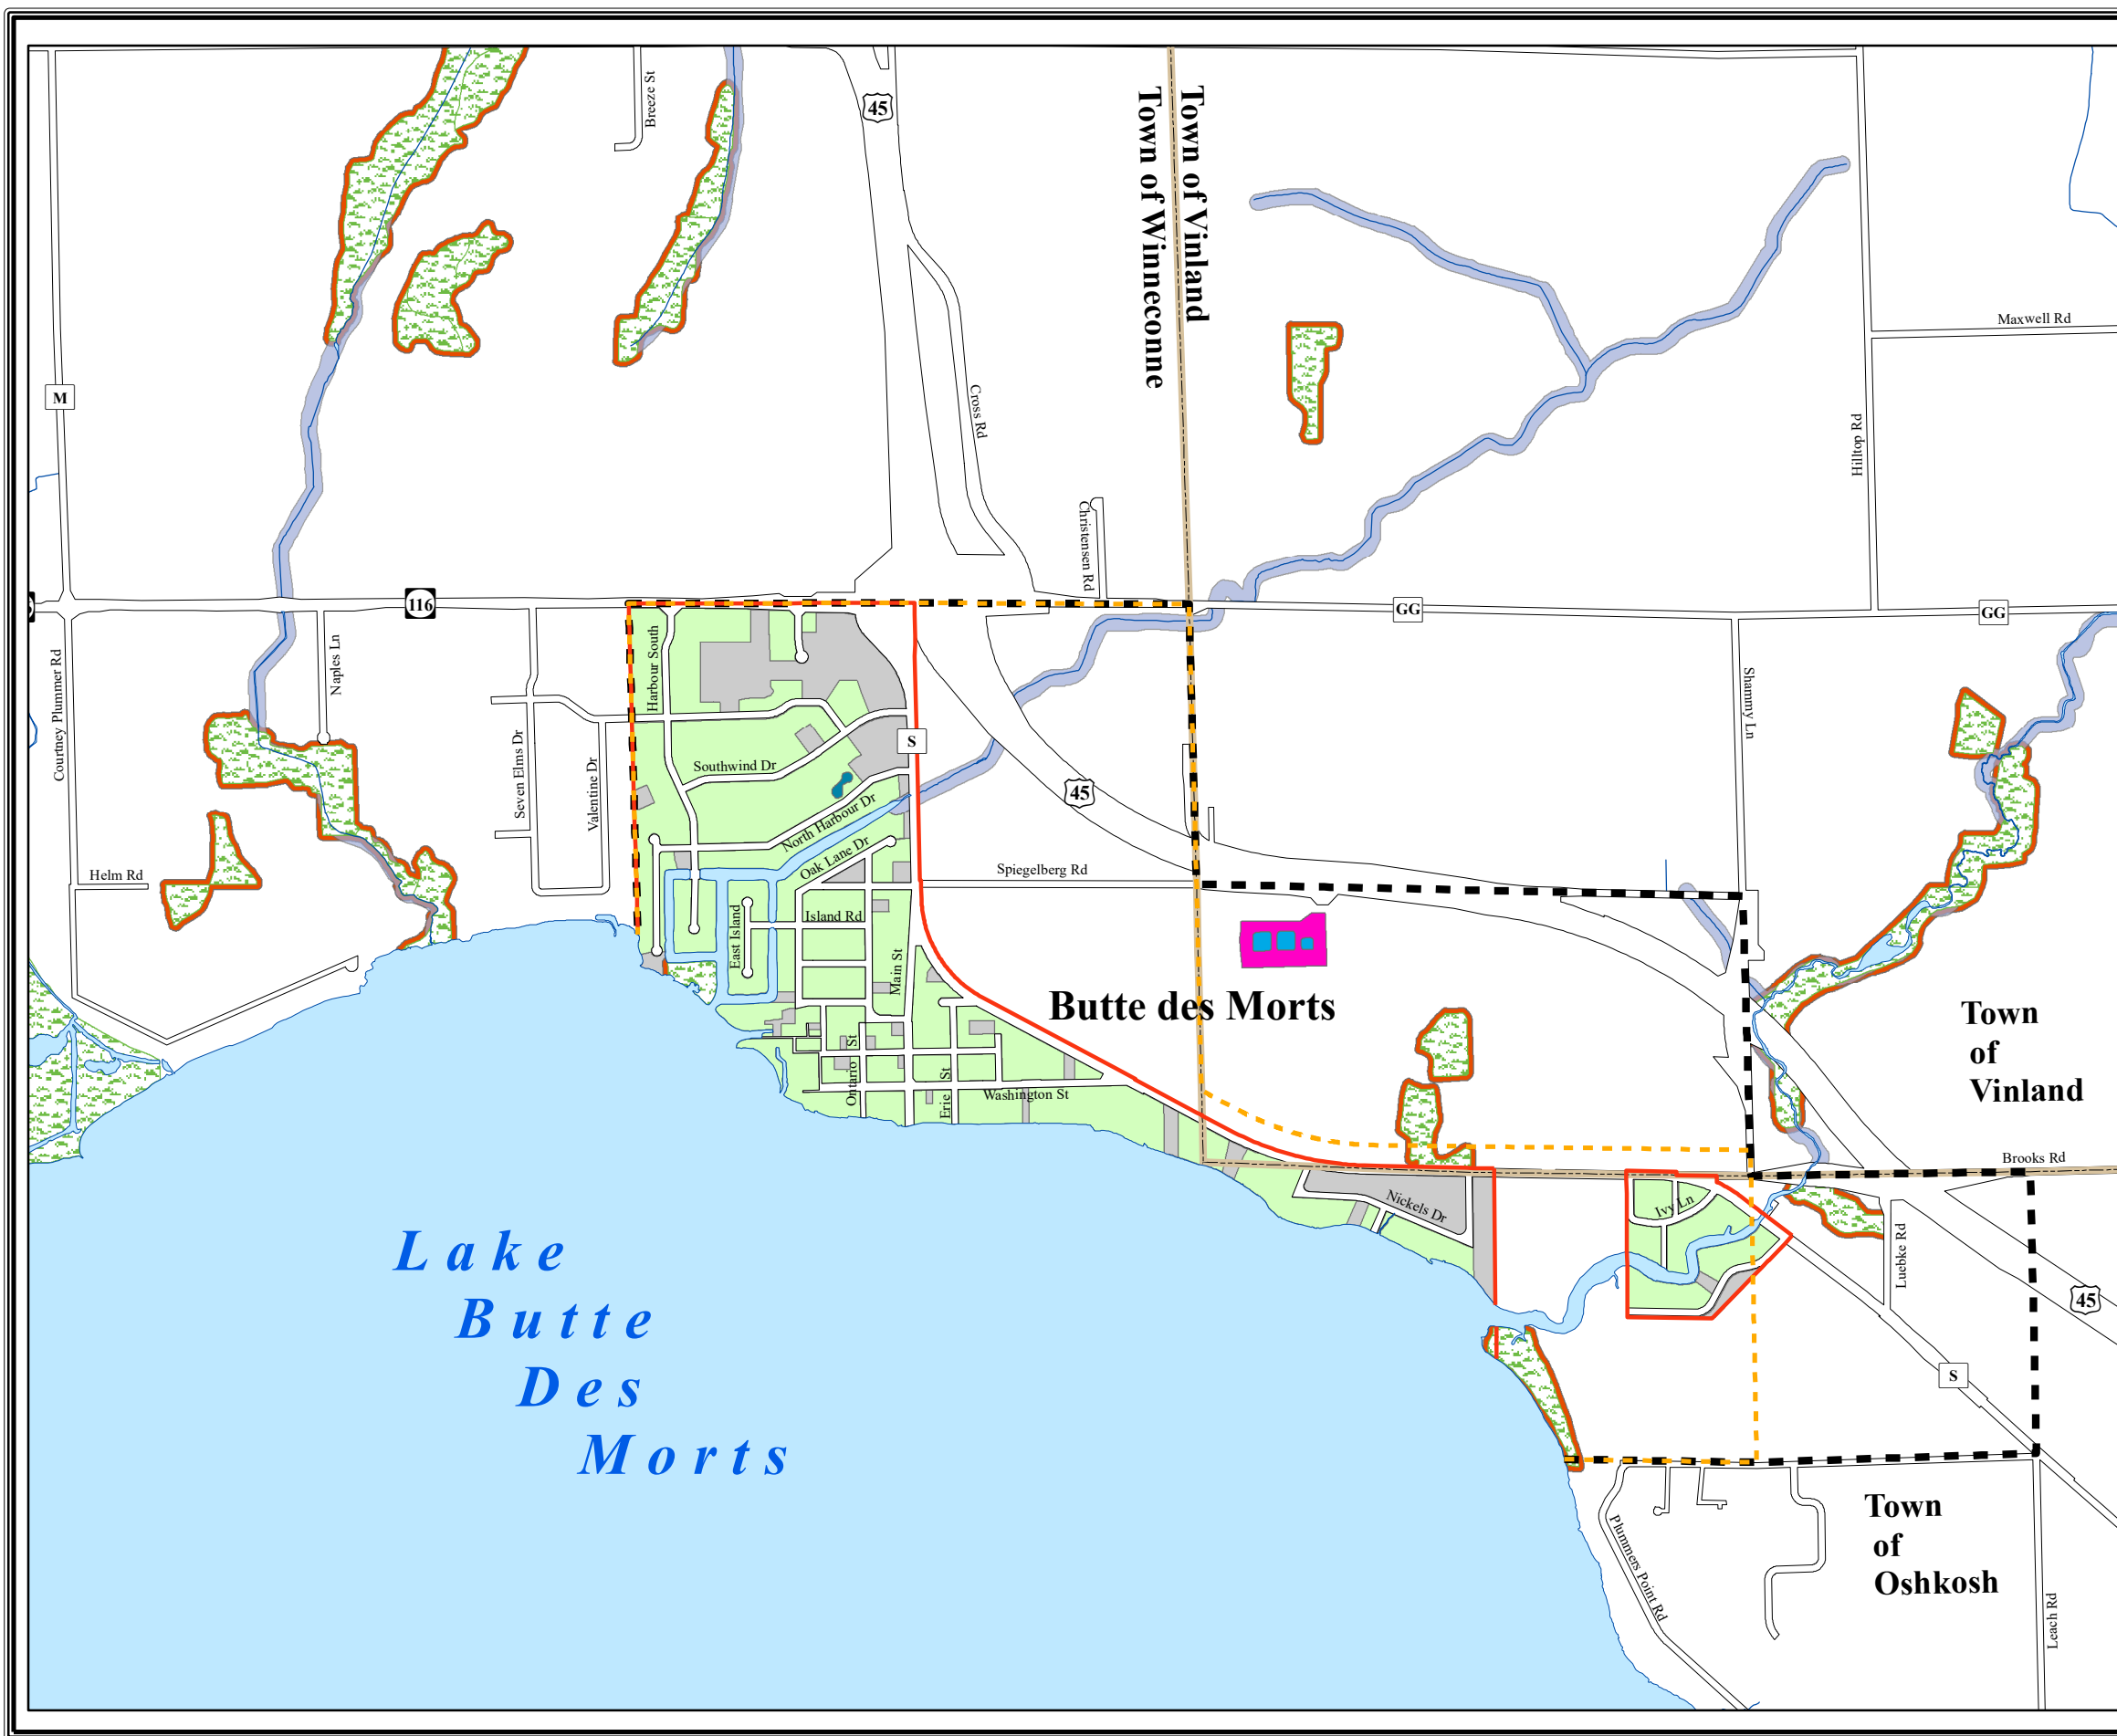 Breeze St
45
Town of Vinland
Town of Winneconne
Maxwell Rd
M
Cross Rd
Hilltop Rd
Christensen Rd
116
GG
GG
Courtney Plummer Rd
Naples Ln
Harbour South
Shammy Ln
S
Seven Elms Dr
Valentine Dr
Southwind Dr
45
North Harbour Dr
Oak Lane Dr
Helm Rd
Spiegelberg Rd
Island Rd
East Island
Main St
Butte des Morts
Town
of
Vinland
Ontario St
Erie St
Washington St
Brooks Rd
Nickels Dr
Ivy Ln
Luebke Rd
Lake
Butte
Des
Morts
45
S
Town
of
Oshkosh
Plummers Point Rd
Leach Rd